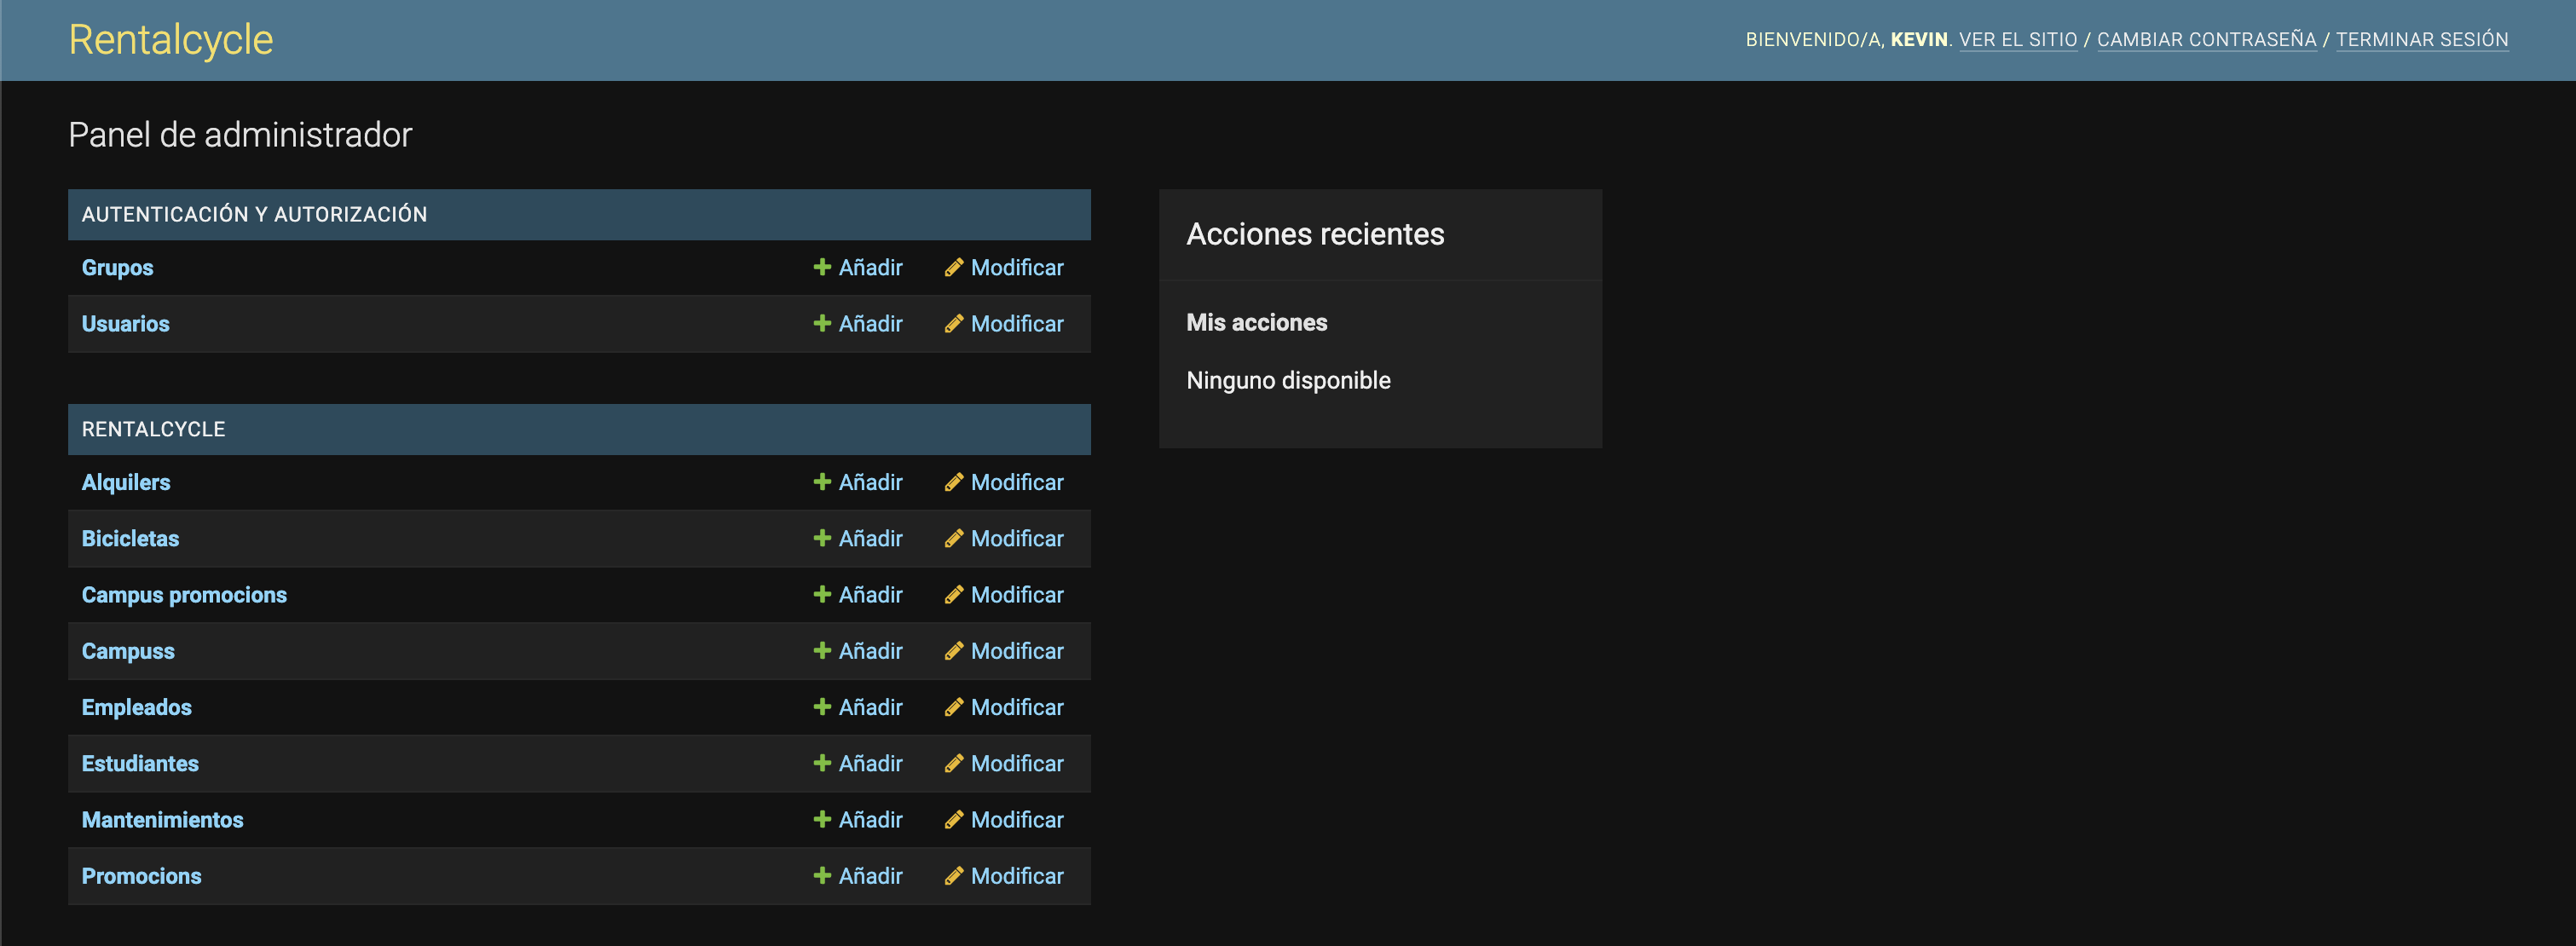 Rentalcycle
BIENVENIDO/A, KEVIN. VER EL SITIO / CAMBIAR CONTRASEÑA / TERMINAR SESIÓN
Panel de administrador
AUTENTICACIÓN Y AUTORIZACIÓN
Grupos Añadir Modificar
Usuarios Añadir Modificar
RENTALCYCLE
Alquilers Añadir Modificar
Bicicletas Añadir Modificar
Campus promocions Añadir Modificar
Campuss Añadir Modificar
Empleados Añadir Modificar
Estudiantes Añadir Modificar
Mantenimientos Añadir Modificar
Promocions Añadir Modificar
Acciones recientes
Mis acciones
Ninguno disponible